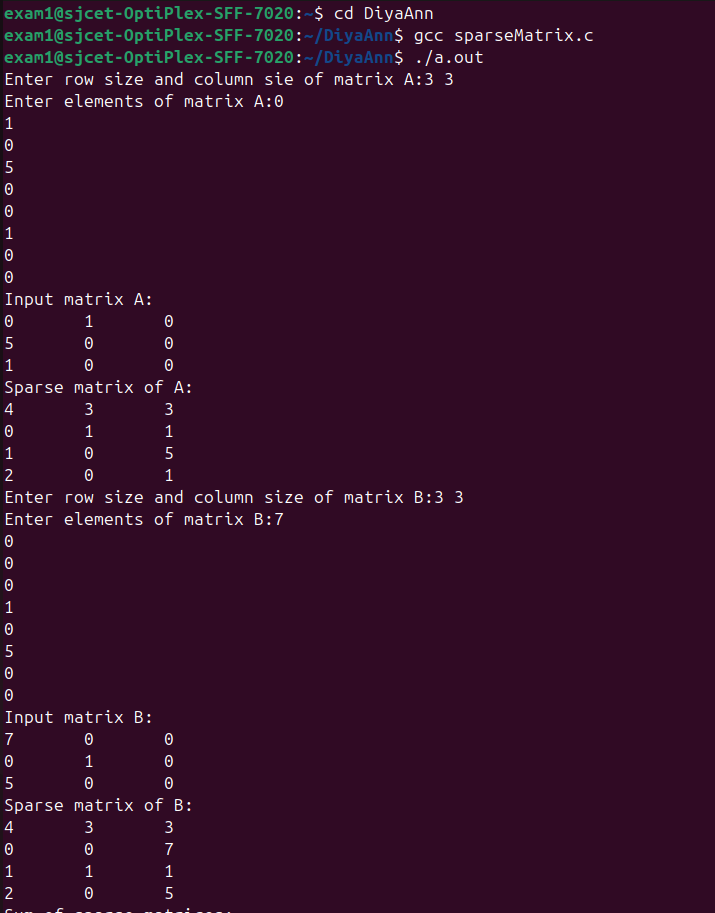 exam1@sjcet-OptiPlex-SFF-7020:~$ cd DiyaAnn
exam1@sjcet-OptiPlex-SFF-7020:~/DiyaAnn$ gcc sparseMatrix.c
exam1@sjcet-OptiPlex-SFF-7020:~/DiyaAnn$ ./a.out
Enter row size and column sie of matrix A:3 3
Enter elements of matrix A:0
1
0
5
0
0
1
0
0
Input matrix A:
0	1	0
5	0	0
1	0	0
Sparse matrix of A:
4	3	3
0	1	1
1	0	5
2	0	1
Enter row size and column size of matrix B:3 3
Enter elements of matrix B:7
0
0
0
1
0
5
0
0
Input matrix B:
7	0	0
0	1	0
5	0	0
Sparse matrix of B:
4	3	3
0	0	7
1	1	1
2	0	5
Sum of sparse matrices: